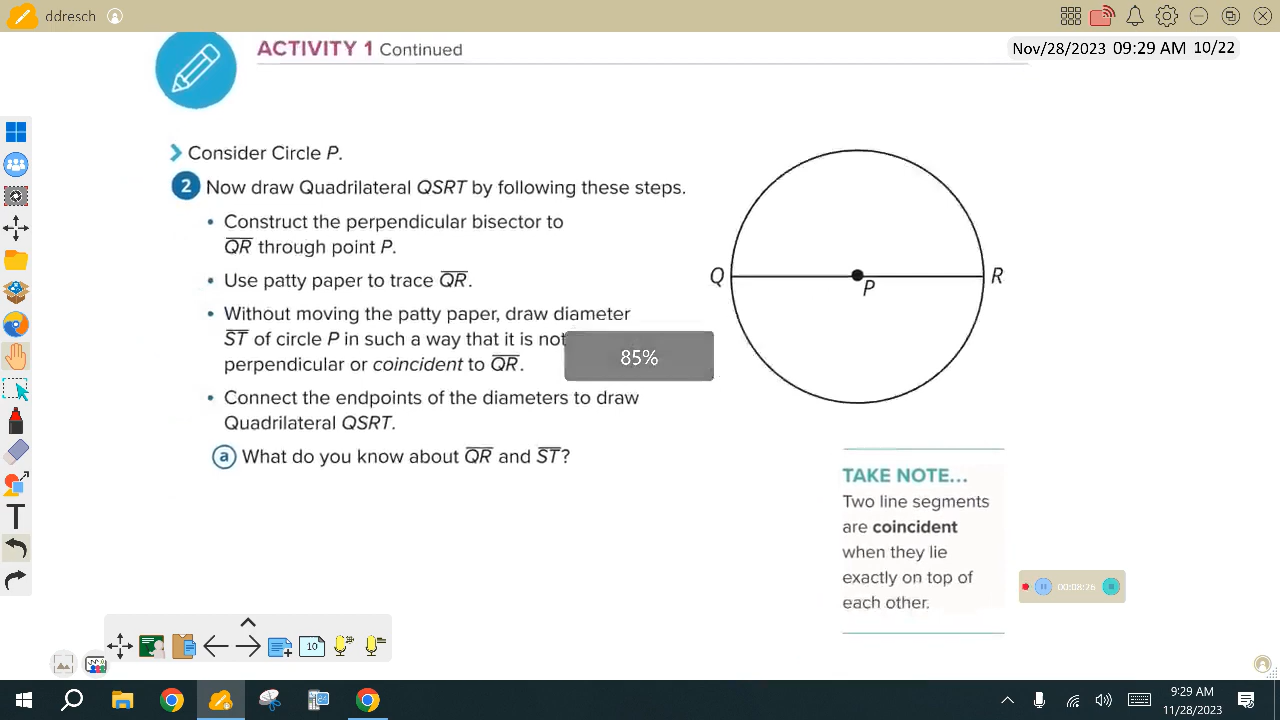 ddresch
ACTIVITY 1 Continued
Nov/28/2023 09:29 AM 10/22
Consider Circle P.
2 Now draw Quadrilateral QSRT by following these steps.
• Construct the perpendicular bisector to
QR through point P.
• Use patty paper to trace QR.
• Without moving the patty paper, draw diameter
ST of circle P in such a way that it is not
perpendicular or coincident to QR.
• Connect the endpoints of the diameters to draw
Quadrilateral QSRT.
a What do you know about QR and ST?
Q
P
R
85%
TAKE NOTE...
Two line segments
are coincident
when they lie
exactly on top of
each other.
00:08:26
T
10
9:29 AM
11/28/2023